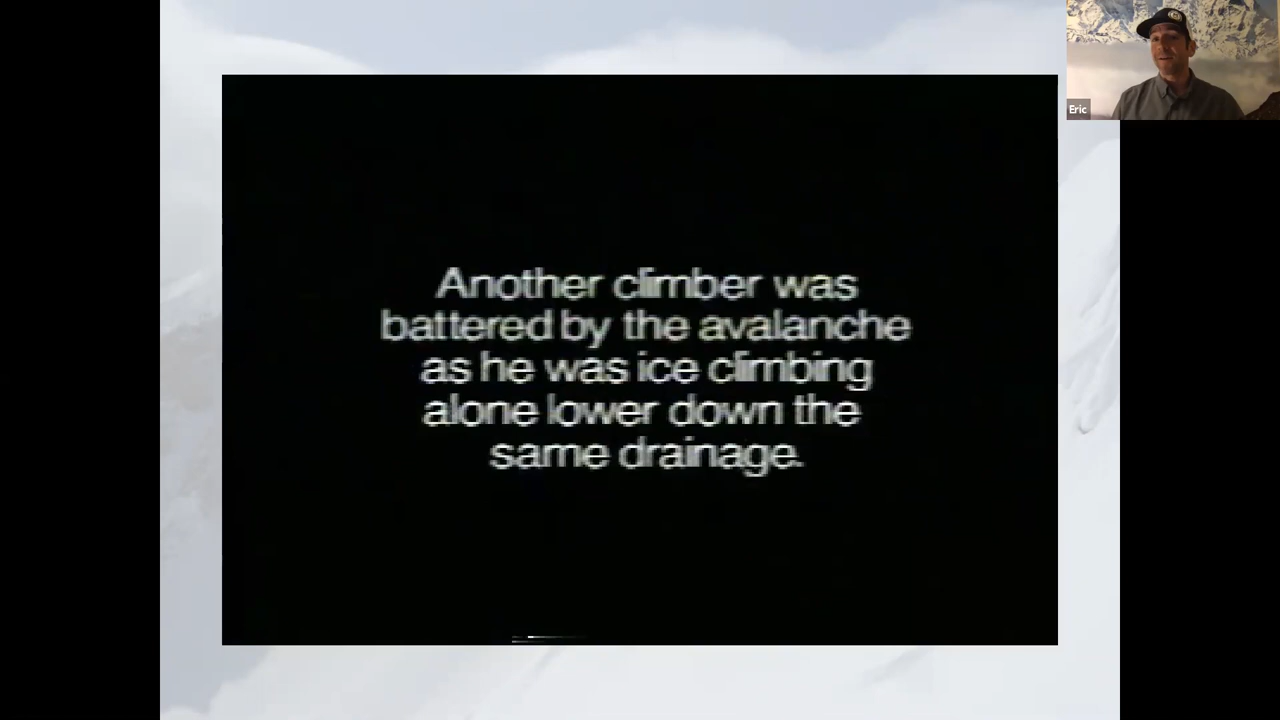 Another climber was
battered by the avalanche
as he was ice climbing
alone lower down the
same drainage.
Eric